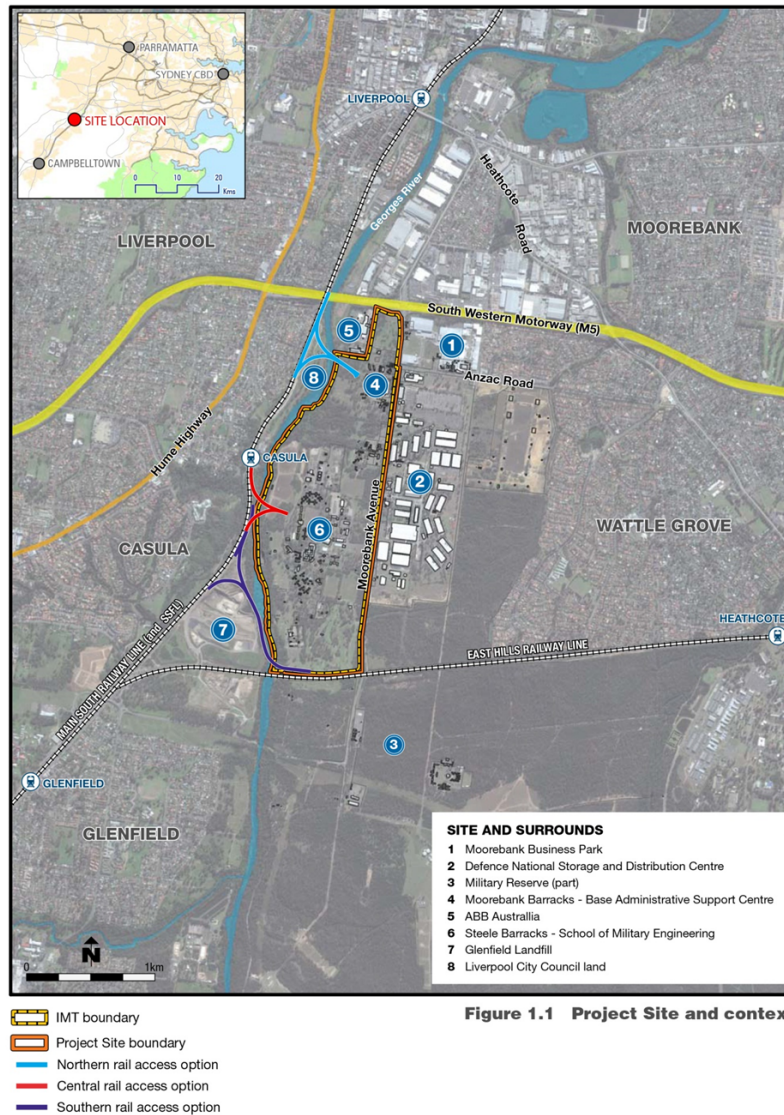 PARRAMATTA
SYDNEY CBD
SITE LOCATION
CAMPBELLTOWN
0 10 20
Kms
LIVERPOOL
Georges River
Heathcote Road
LIVERPOOL
MOOREBANK
South Western Motorway (M5)
5
1
8
4
Anzac Road
Hume Highway
CASULA
2
6
Moorebank Avenue
WATTLE GROVE
CASULA
7
HEATHCOTE
EAST HILLS RAILWAY LINE
MAIN SOUTH RAILWAY LINE (and SSFL)
3
GLENFIELD
GLENFIELD
SITE AND SURROUNDS
1 Moorebank Business Park
2 Defence National Storage and Distribution Centre
3 Military Reserve (part)
4 Moorebank Barracks - Base Administrative Support Centre
5 ABB Australlia
6 Steele Barracks - School of Military Engineering
7 Glenfield Landfill
8 Liverpool City Council land
N
0 1km
Figure 1.1 Project Site and contex
IMT boundary
Project Site boundary
Northern rail access option
Central rail access option
Southern rail access option